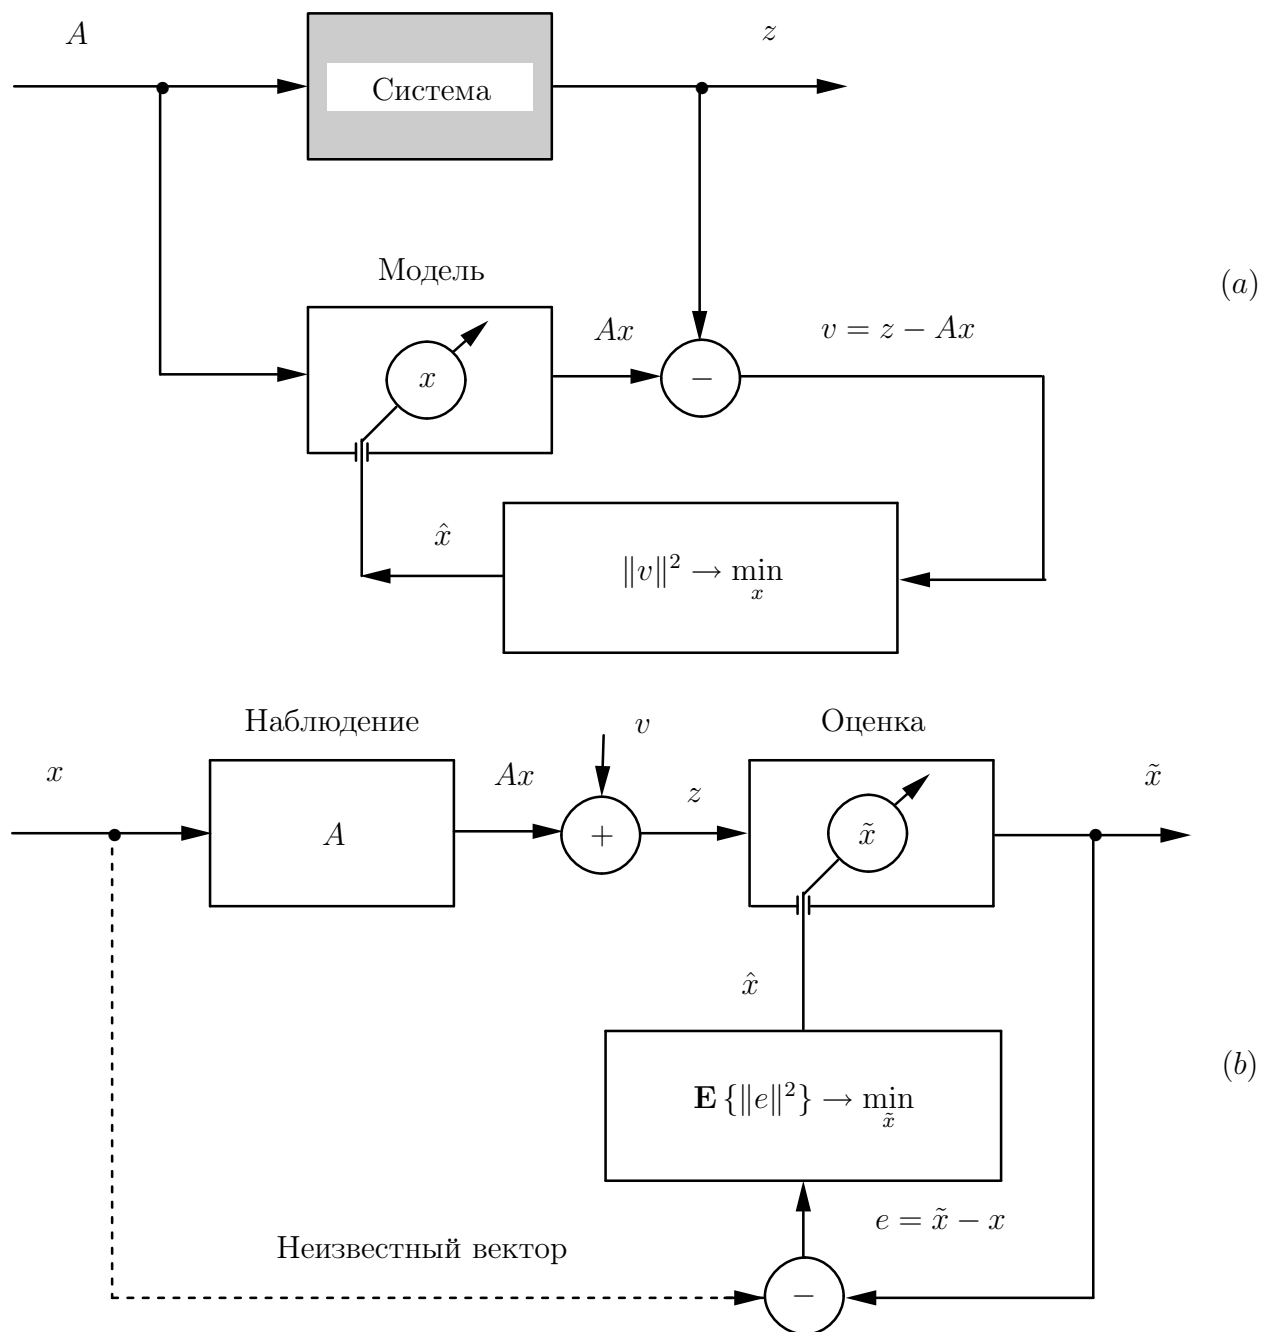 A
z
Система
Модель
(a)
Ax
v = z − Ax
x
−
x̂
‖v‖² → min
x
Наблюдение
v
Оценка
x
Ax
z
x̃
A
+
x̃
x̂
E {‖e‖²} → min
x̃
(b)
e = x̃ − x
Неизвестный вектор
−